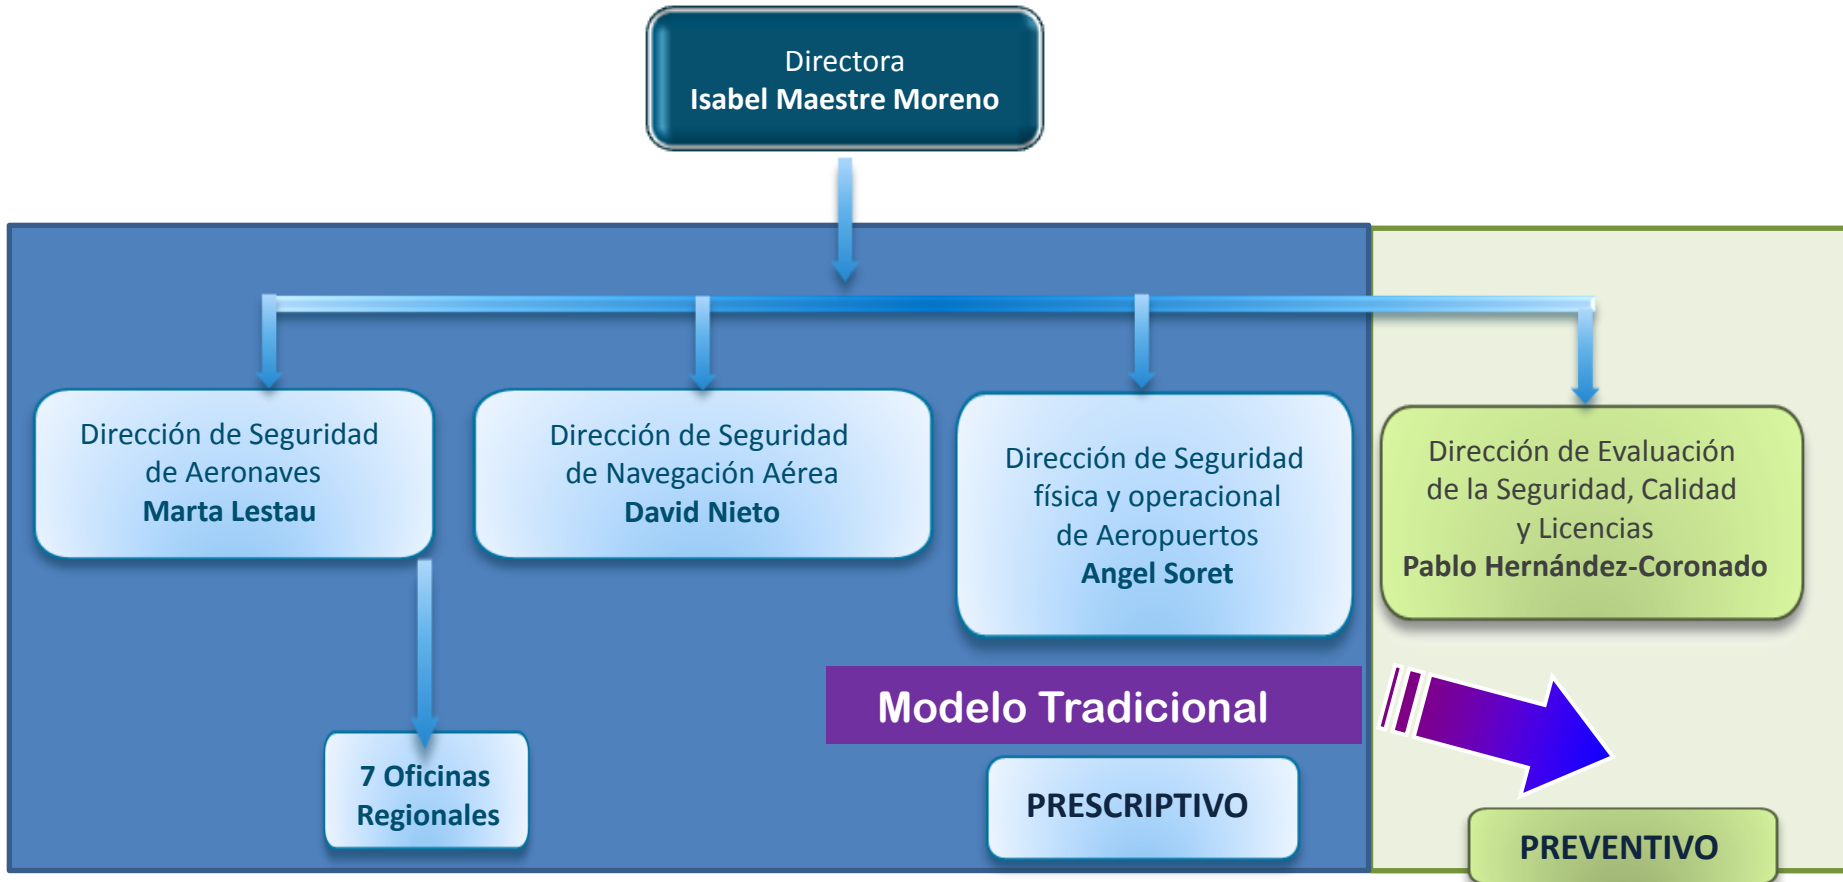 Directora
Isabel Maestre Moreno
Dirección de Seguridad
de Aeronaves
Marta Lestau
Dirección de Seguridad
de Navegación Aérea
David Nieto
Dirección de Seguridad
física y operacional
de Aeropuertos
Angel Soret
Dirección de Evaluación
de la Seguridad, Calidad
y Licencias
Pablo Hernández-Coronado
Modelo Tradicional
7 Oficinas
Regionales
PRESCRIPTIVO
PREVENTIVO